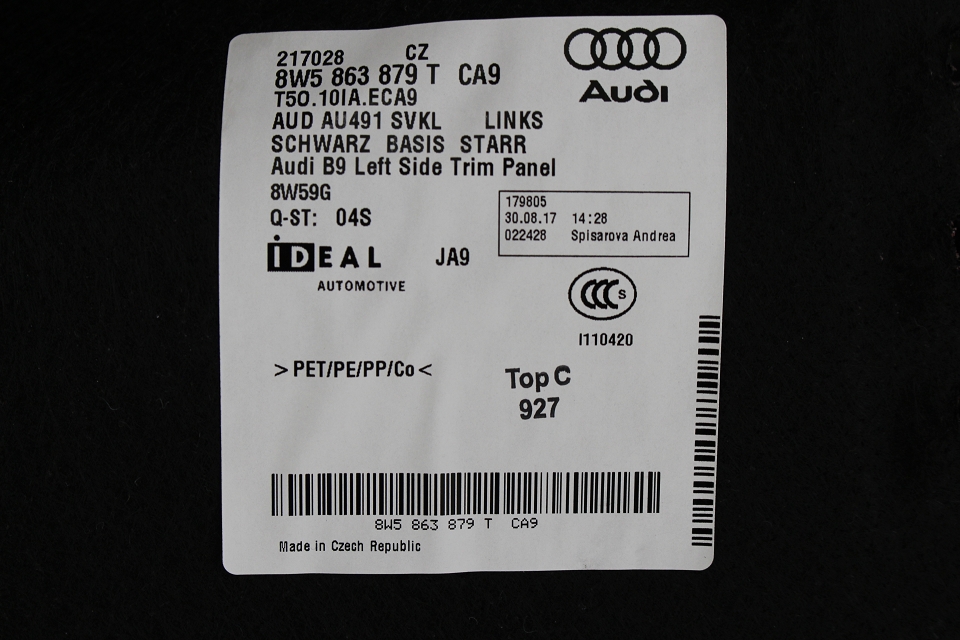 217028 CZ
8W5 863 879 T CA9
T50.10IA.ECA9
AUD AU491 SVKL LINKS
SCHWARZ BASIS STARR
Audi B9 Left Side Trim Panel
8W59G
Q-ST: 04S
Audi
179805
30.08.17 14:28
022428 Spisarova Andrea
iDEAL JA9
AUTOMOTIVE
CCC S
I110420
>PET/PE/PP/Co<
Top C
927
8W5 863 879 T CA9
Made in Czech Republic